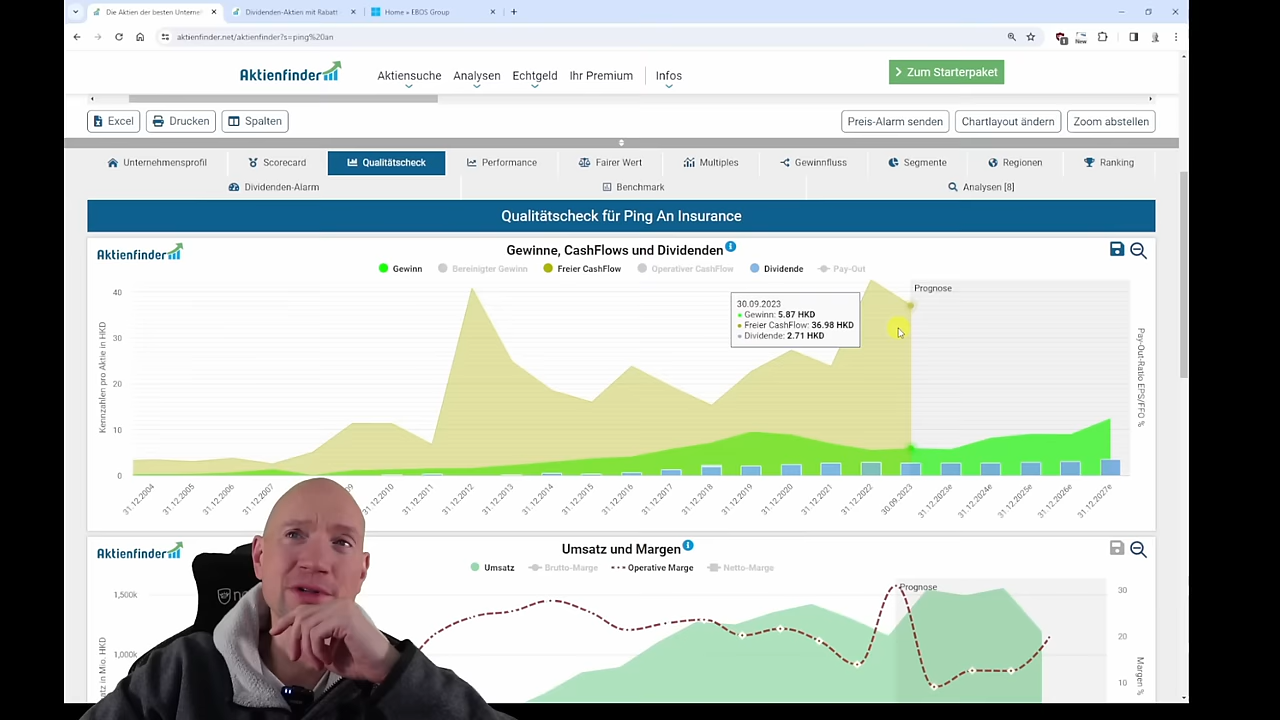 Die Aktien der besten Unterne
Dividenden-Aktien mit Rabatt
Home » EBOS Group
aktienfinder.net/aktienfinder?s=ping%20an
New
Aktienfinder
Aktiensuche
Analysen
Echtgeld
Ihr Premium
Infos
Zum Starterpaket
Excel
Drucken
Spalten
Preis-Alarm senden
Chartlayout ändern
Zoom abstellen
Unternehmensprofil
Scorecard
Qualitätscheck
Performance
Fairer Wert
Multiples
Gewinnfluss
Segmente
Regionen
Ranking
Dividenden-Alarm
Benchmark
Analysen [8]
Qualitätscheck für Ping An Insurance
Aktienfinder
Gewinne, CashFlows und Dividenden
Gewinn
Bereinigter Gewinn
Freier CashFlow
Operativer CashFlow
Dividende
Pay-Out
Kennzahlen pro Aktie in HKD
40
30
20
10
0
Prognose
30.09.2023
Gewinn: 5.87 HKD
Freier CashFlow: 36.98 HKD
Dividende: 2.71 HKD
Pay-Out-Ratio EPS/FFO %
31.12.2004
31.12.2005
31.12.2006
31.12.2007
31.12.2010
31.12.2011
31.12.2012
31.12.2013
31.12.2014
31.12.2015
31.12.2016
31.12.2017
31.12.2018
31.12.2019
31.12.2020
31.12.2021
31.12.2022
30.09.2023
31.12.2023e
31.12.2024e
31.12.2025e
31.12.2026e
31.12.2027e
Aktienfinder
Umsatz und Margen
Umsatz
Brutto-Marge
Operative Marge
Netto-Marge
1,500k
1,000k
Prognose
30
20
10
Margen %